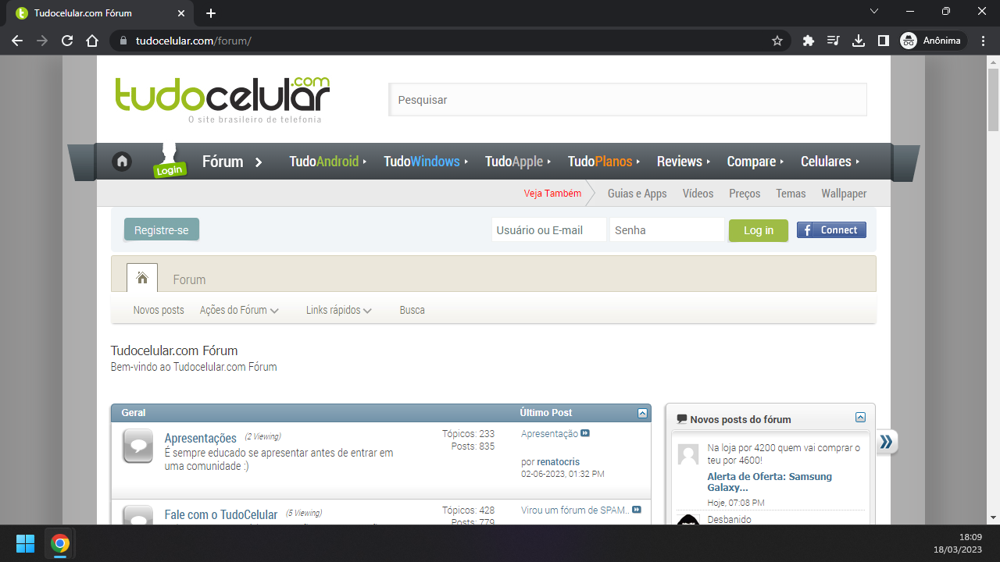 Tudocelular.com Fórum
tudocelular.com/forum/
Anônima
tudocelular.com
O site brasileiro de telefonia
Pesquisar
Login
Fórum
TudoAndroid
TudoWindows
TudoApple
TudoPlanos
Reviews
Compare
Celulares
Veja Também
Guias e Apps
Vídeos
Preços
Temas
Wallpaper
Registre-se
Usuário ou E-mail
Senha
Log in
f Connect
Forum
Novos posts
Ações do Fórum
Links rápidos
Busca
Tudocelular.com Fórum
Bem-vindo ao Tudocelular.com Fórum
Geral
Último Post
Apresentações (2 Viewing)
É sempre educado se apresentar antes de entrar em
uma comunidade :)
Tópicos: 233
Posts: 835
Apresentação
por renatocris
02-06-2023, 01:32 PM
Fale com o TudoCelular (5 Viewing)
Tópicos: 428
Posts: 779
Virou um fórum de SPAM..
Novos posts do fórum
Na loja por 4200 quem vai comprar o
teu por 4600!
Alerta de Oferta: Samsung
Galaxy...
Hoje, 07:08 PM
Desbanido
18:09
18/03/2023